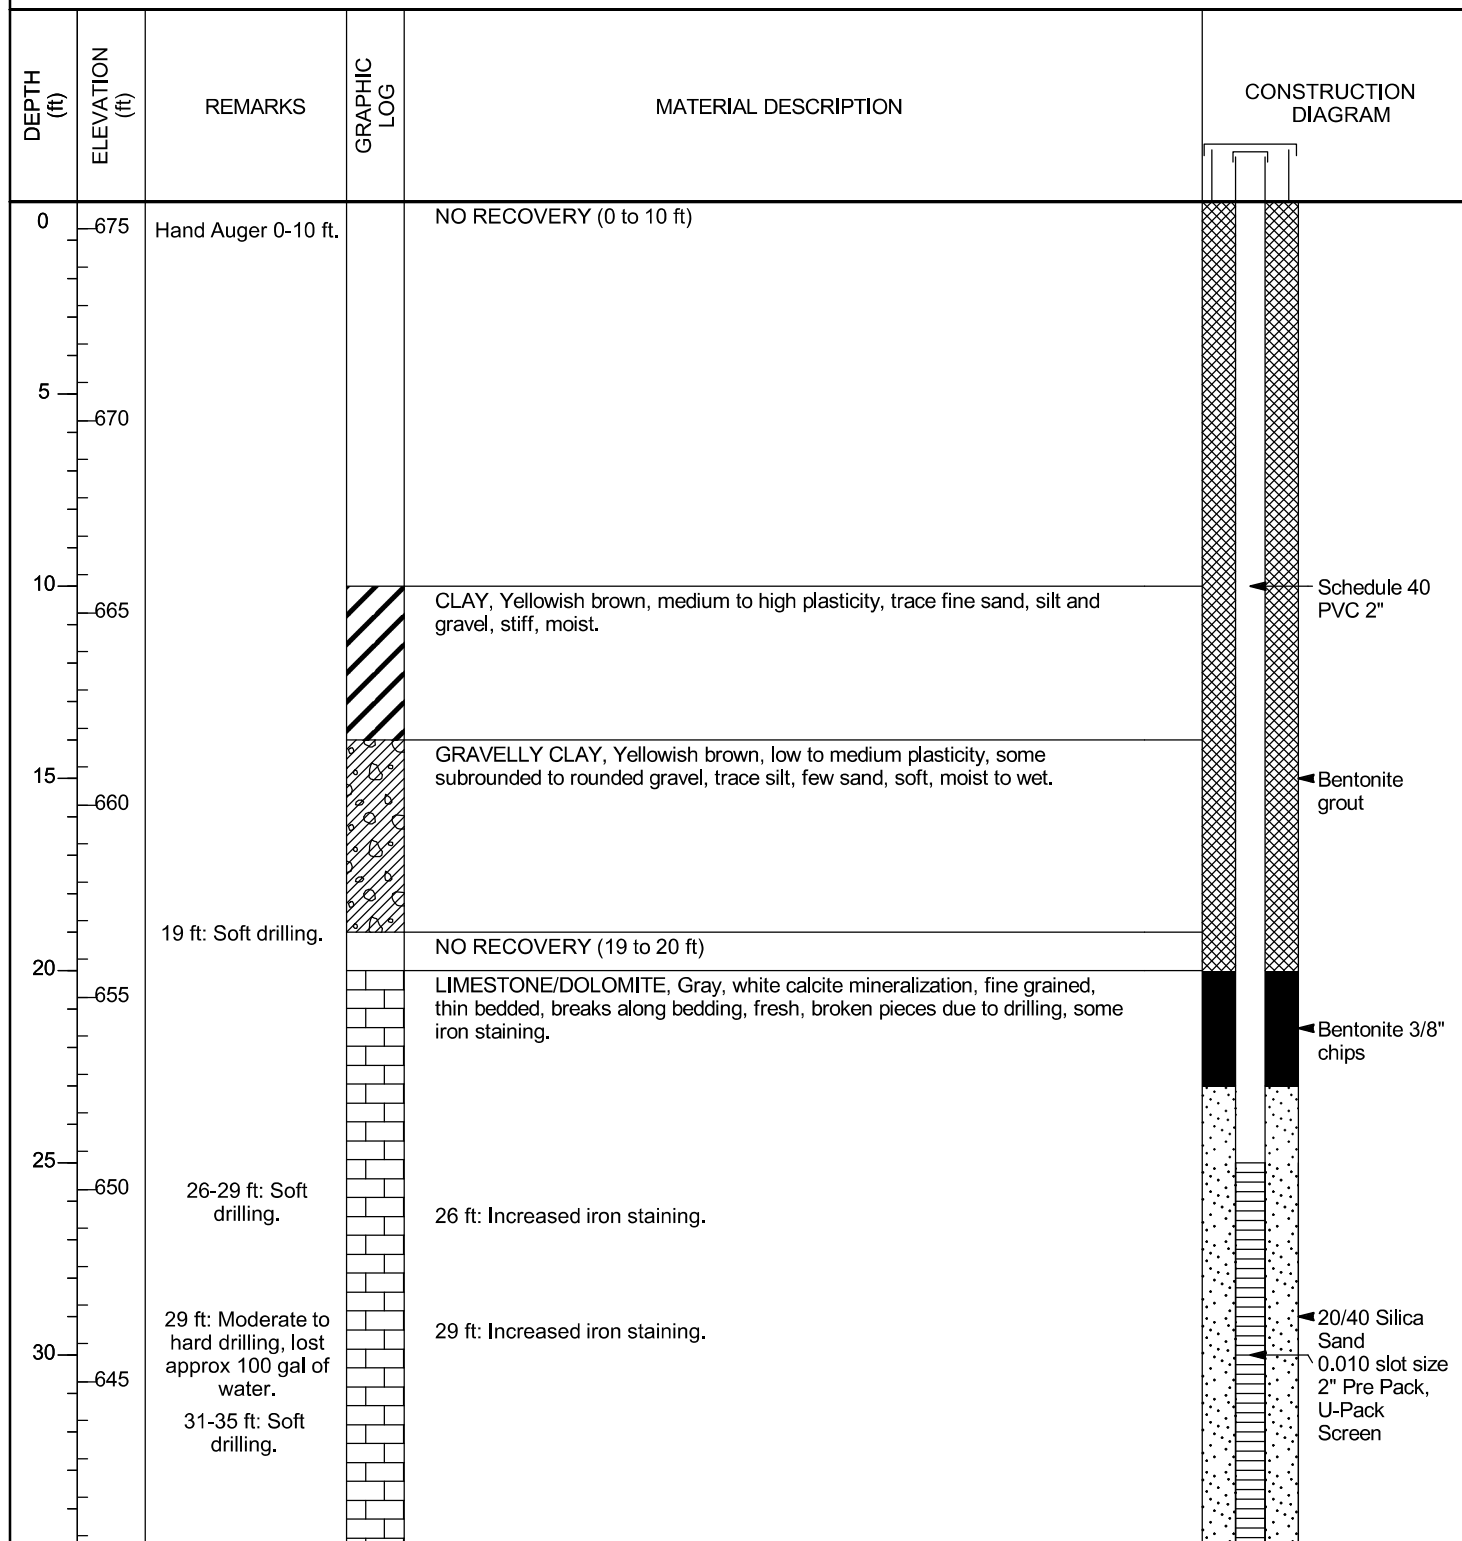 DEPTH
(ft)
ELEVATION
(ft)
REMARKS
GRAPHIC
LOG
MATERIAL DESCRIPTION
CONSTRUCTION
DIAGRAM
0
675
Hand Auger 0-10 ft.
NO RECOVERY (0 to 10 ft)
5
670
10
665
CLAY, Yellowish brown, medium to high plasticity, trace fine sand, silt and
gravel, stiff, moist.
Schedule 40
PVC 2"
GRAVELLY CLAY, Yellowish brown, low to medium plasticity, some
subrounded to rounded gravel, trace silt, few sand, soft, moist to wet.
15
660
Bentonite
grout
19 ft: Soft drilling.
NO RECOVERY (19 to 20 ft)
20
655
LIMESTONE/DOLOMITE, Gray, white calcite mineralization, fine grained,
thin bedded, breaks along bedding, fresh, broken pieces due to drilling, some
iron staining.
Bentonite 3/8"
chips
25
650
26-29 ft: Soft
drilling.
26 ft: Increased iron staining.
29 ft: Moderate to
hard drilling, lost
approx 100 gal of
water.
29 ft: Increased iron staining.
20/40 Silica
Sand
30
645
0.010 slot size
2" Pre Pack,
U-Pack
Screen
31-35 ft: Soft
drilling.